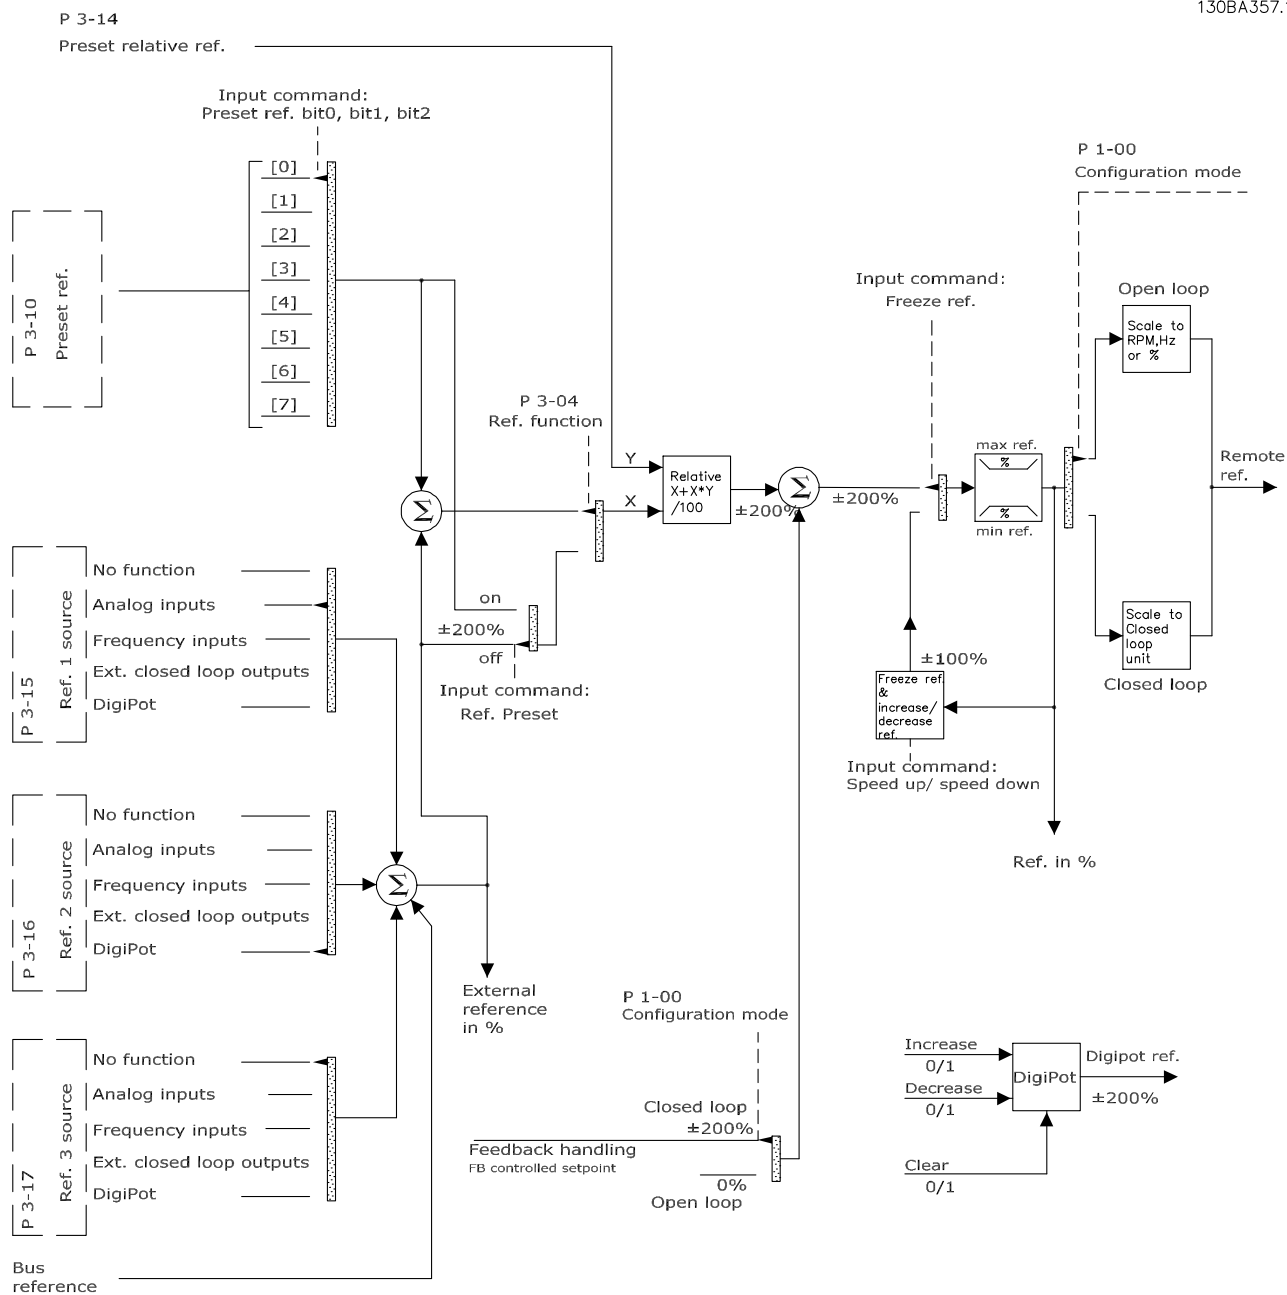 130BA357.
P 3-14
Preset relative ref.
Input command:
Preset ref. bit0, bit1, bit2
[0]
[1]
[2]
[3]
[4]
[5]
[6]
[7]
P 3-10
Preset ref.
P 1-00
Configuration mode
Input command:
Freeze ref.
Open loop
Scale to
RPM,Hz
or %
P 3-04
Ref. function
Y
X
Relative
X+X*Y
/100
±200%
Σ
±200%
max ref.
%
%
min ref.
Remote
ref.
Σ
on
±200%
off
Input command:
Ref. Preset
Scale to
Closed
loop
unit
Closed loop
±100%
Freeze ref.
&
increase/
decrease
ref.
Input command:
Speed up/ speed down
Ref. in %
P 3-15
Ref. 1 source
No function
Analog inputs
Frequency inputs
Ext. closed loop outputs
DigiPot
P 3-16
Ref. 2 source
No function
Analog inputs
Frequency inputs
Ext. closed loop outputs
DigiPot
Σ
External
reference
in %
P 3-17
Ref. 3 source
No function
Analog inputs
Frequency inputs
Ext. closed loop outputs
DigiPot
P 1-00
Configuration mode
Closed loop
±200%
Feedback handling
FB controlled setpoint
0%
Open loop
Increase
0/1
Decrease
0/1
Clear
0/1
DigiPot
Digipot ref.
±200%
Bus
reference